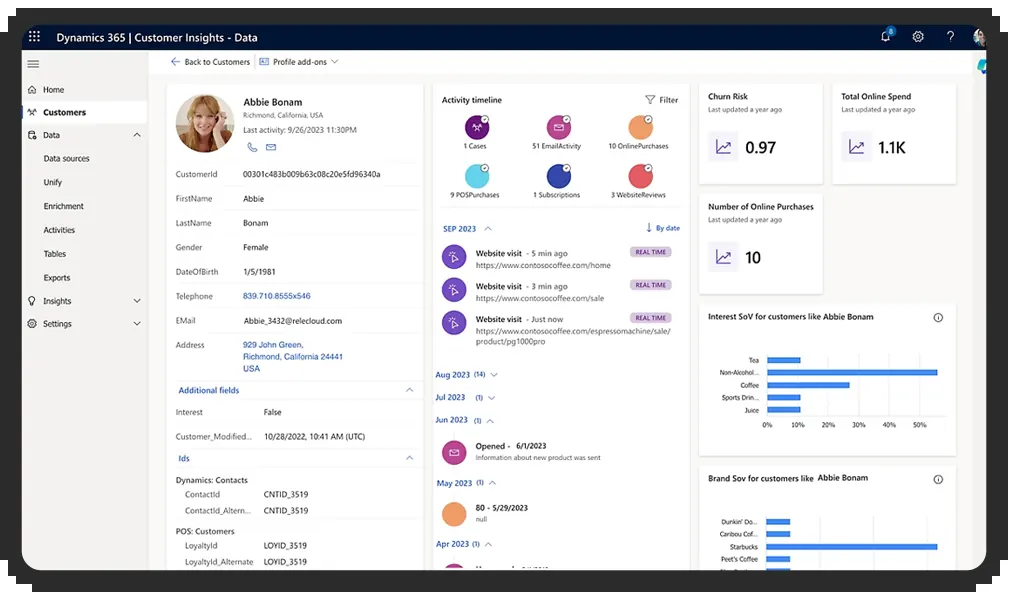 Dynamics 365 | Customer Insights - Data
8
?
Back to Customers
Profile add-ons
Home
Customers
Data
Data sources
Unify
Enrichment
Activities
Tables
Exports
Insights
Settings
Abbie Bonam
Richmond, California, USA
Last activity: 9/26/2023 11:30PM
CustomerId 00301c483b009b63c08c20e5fd96340a
FirstName Abbie
LastName Bonam
Gender Female
DateOfBirth 1/5/1981
Telephone 839.710.8555x546
EMail Abbie_3432@relecloud.com
Address 929 John Green,
Richmond, California 24441
USA
Additional fields
Interest False
Customer_Modified... 10/28/2022, 10:41 AM (UTC)
Ids
Dynamics: Contacts
ContactId CNTID_3519
ContactId_Altern... CNTID_3519
POS: Customers
LoyaltyId LOYID_3519
LoyaltyId_Alternate LOYID_3519
Activity timeline
Filter
1 Cases
51 EmailActivity
10 OnlinePurchases
9 POSPurchases
1 Subscriptions
3 WebsiteReviews
SEP 2023
By date
Website visit - 5 min ago REAL TIME
https://www.contosocoffee.com/home
Website visit - 3 min ago REAL TIME
https://www.contosocoffee.com/sale
Website visit - Just now REAL TIME
https://www.contosocoffee.com/espressomachine/sale/
product/pg1000pro
Aug 2023 (14)
Jul 2023 (1)
Jun 2023 (1)
Opened - 6/1/2023
Information about new product was sent
May 2023 (1)
80 - 5/29/2023
null
Apr 2023 (1)
Churn Risk
Last updated a year ago
0.97
Total Online Spend
Last updated a year ago
1.1K
Number of Online Purchases
Last updated a year ago
10
Interest SoV for customers like Abbie Bonam
Tea
Non-Alcohol...
Coffee
Sports Drin...
Juice
0% 10% 20% 30% 40% 50%
Brand Sov for customers like Abbie Bonam
Dunkin' Do...
Caribou Cof...
Starbucks
Peet's Coffee